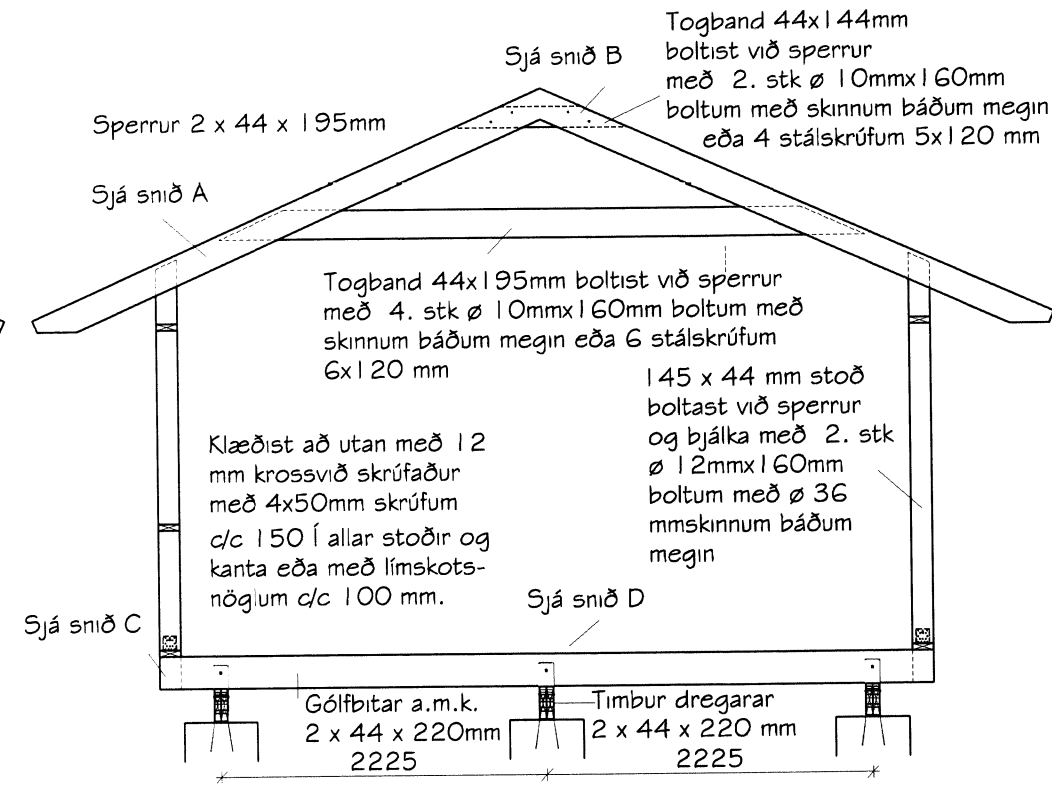 Togband 44x144mm
boltist við sperrur
með 2. stk ø 10mmx160mm
boltum með skinnum báðum megin
eða 4 stálskrúfum 5x120 mm
Sjá snið B
Sperrur 2 x 44 x 195mm
Sjá snið A
Togband 44x195mm boltist við sperrur
með 4. stk ø 10mmx160mm boltum með
skinnum báðum megin eða 6 stálskrúfum
6x120 mm
145 x 44 mm stoð
boltast við sperrur
og bjálka með 2. stk
ø 12mmx160mm
boltum með ø 36
mmskinnum báðum
megin
Klæðist að utan með 12
mm krossvið skrúfaður
með 4x50mm skrúfum
c/c 150 Í allar stoðir og
kanta eða með límskots-
nöglum c/c 100 mm.
Sjá snið D
Sjá snið C
Gólfbitar a.m.k.
2 x 44 x 220mm
Timbur dregarar
2 x 44 x 220 mm
2225
2225